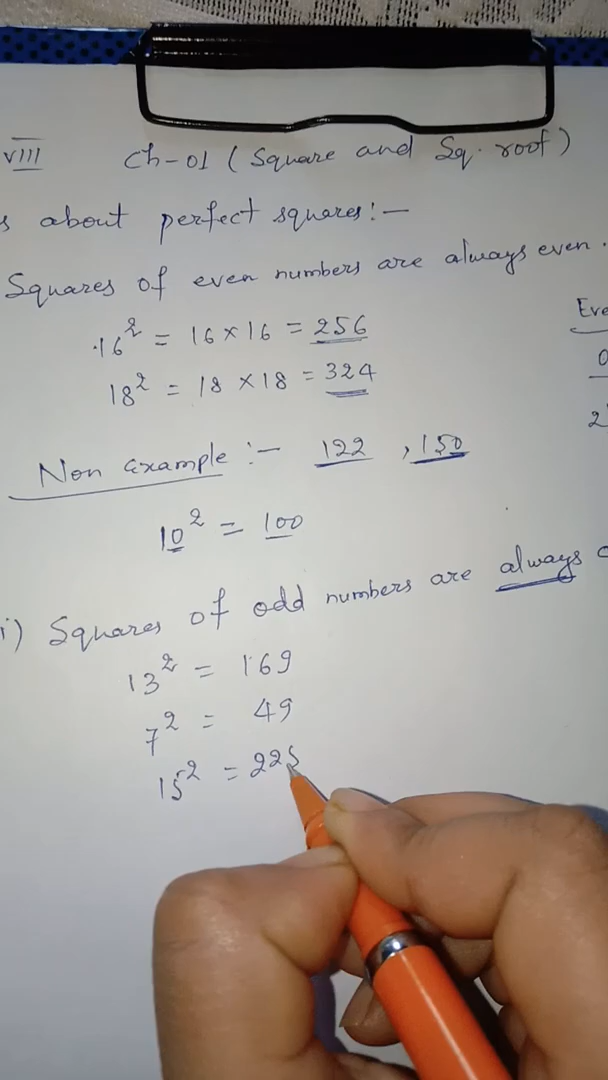 VIII Ch-01 (Square and Sq. root)
s about perfect squares:-
Squares of even numbers are always even.
16² = 16 × 16 = 256
18² = 18 × 18 = 324
Eve
0
2
Non Example :- 122, 150
10² = 100
i) Squares of odd numbers are always o
13² = 169
7² = 49
15² = 225